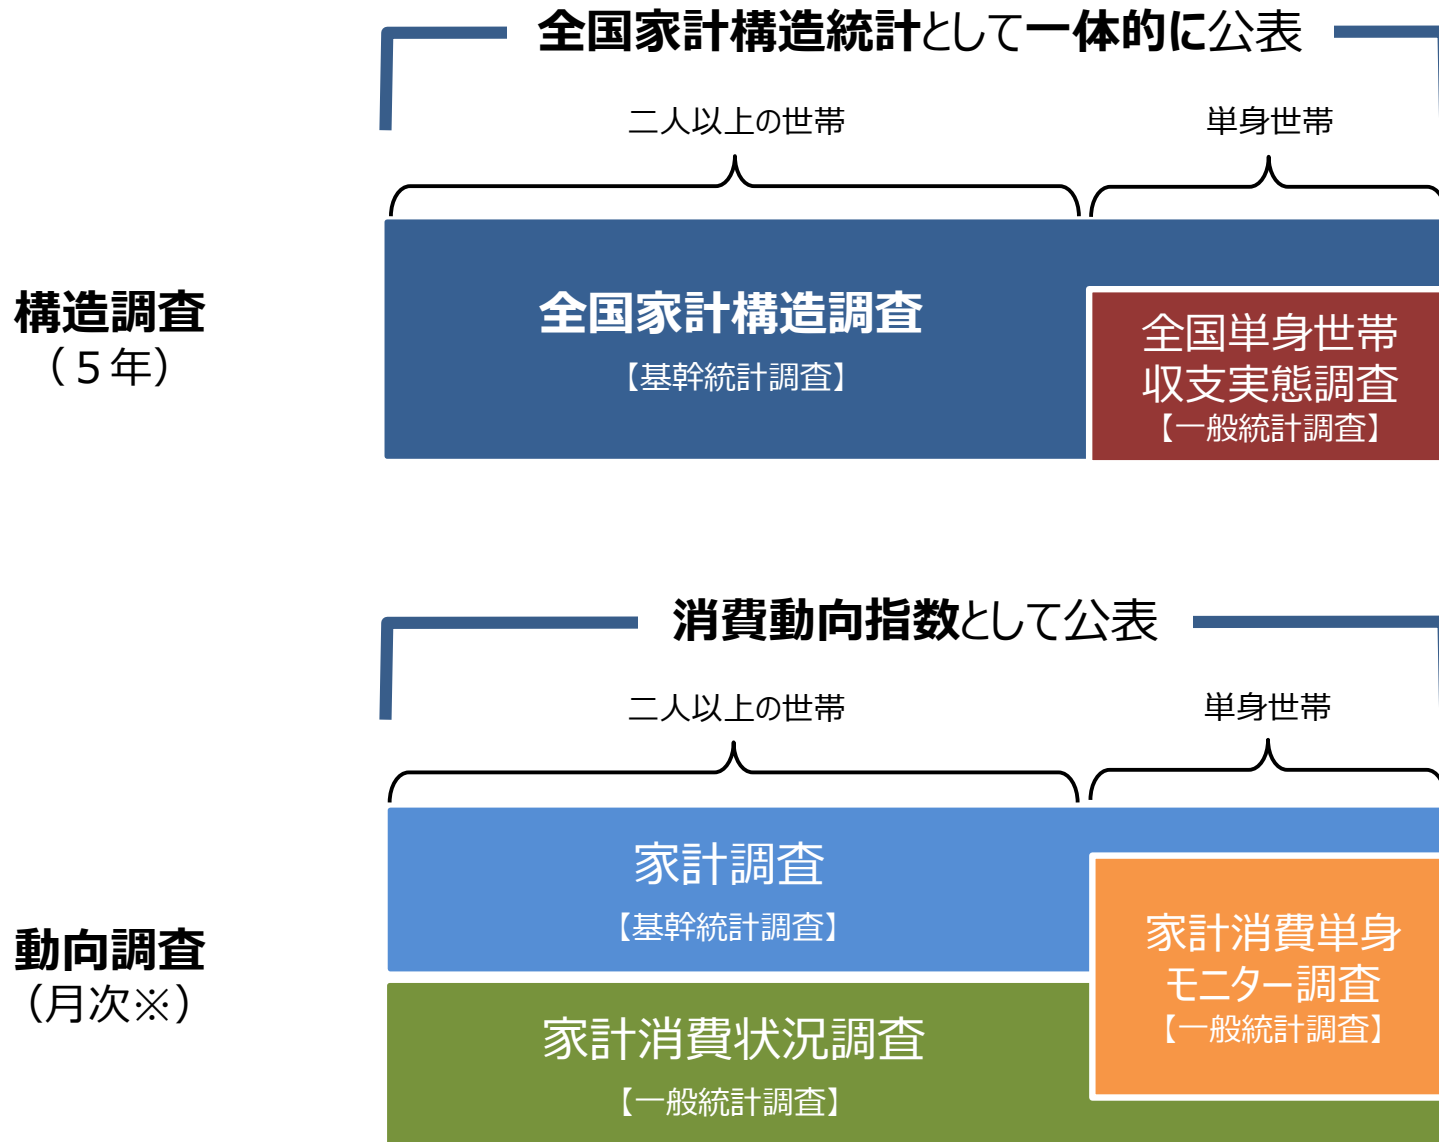 全国家計構造統計として一体的に公表
二人以上の世帯
単身世帯
構造調査
（５年）
全国家計構造調査
【基幹統計調査】
全国単身世帯
収支実態調査
【一般統計調査】
消費動向指数として公表
二人以上の世帯
単身世帯
動向調査
（月次※）
家計調査
【基幹統計調査】
家計消費単身
モニター調査
【一般統計調査】
家計消費状況調査
【一般統計調査】